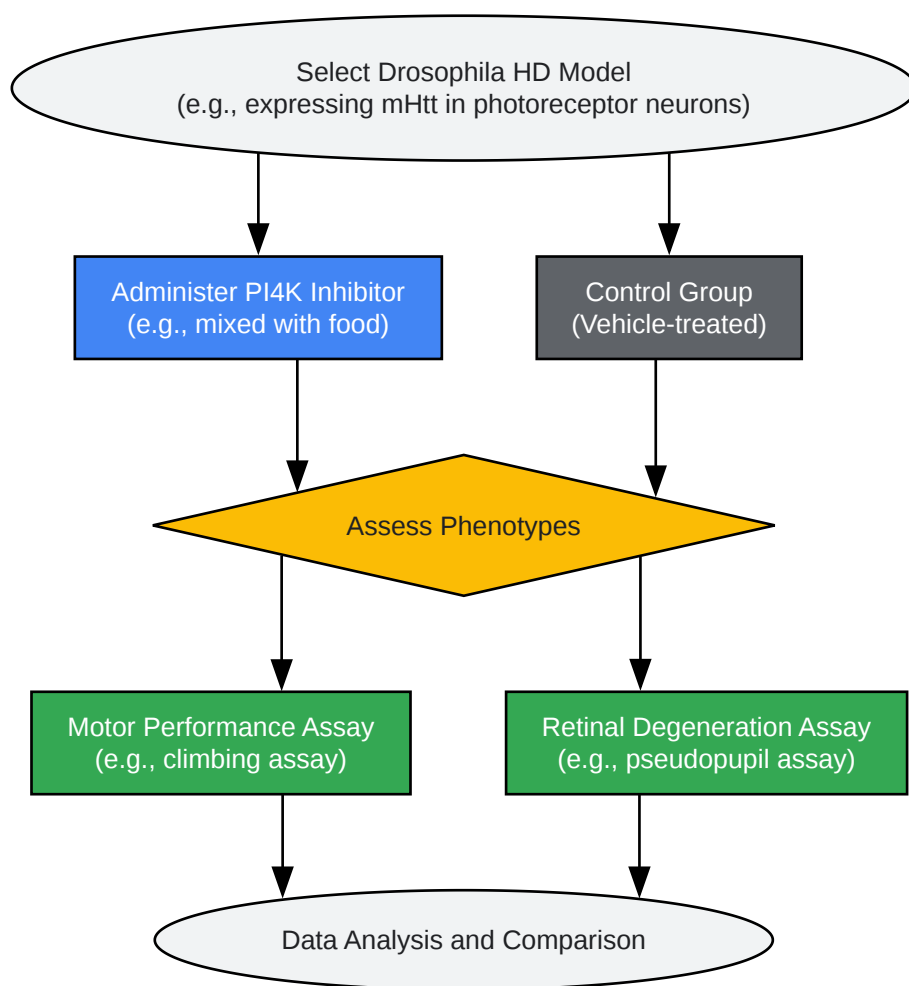 Select Drosophila HD Model
(e.g., expressing mHtt in photoreceptor neurons)
Administer PI4K Inhibitor
(e.g., mixed with food)
Control Group
(Vehicle-treated)
Assess Phenotypes
Motor Performance Assay
(e.g., climbing assay)
Retinal Degeneration Assay
(e.g., pseudopupil assay)
Data Analysis and Comparison